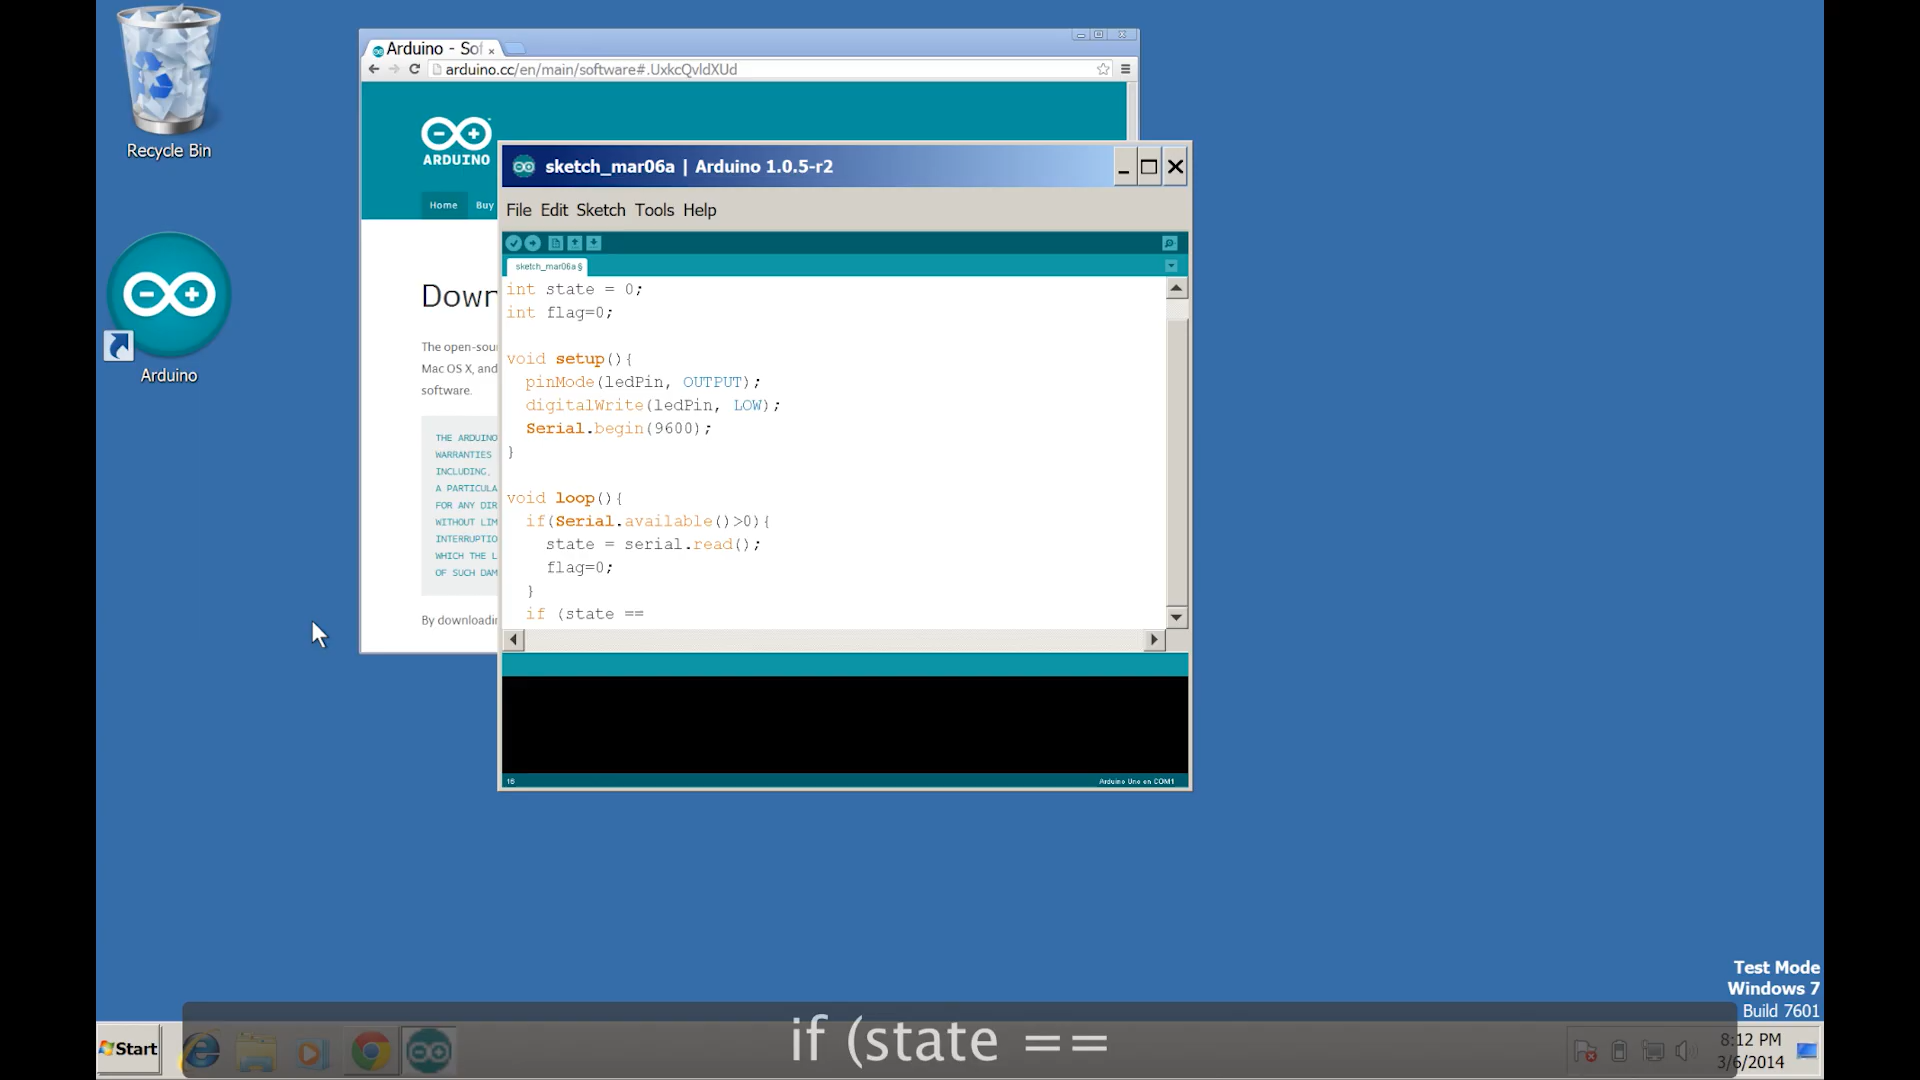 Recycle Bin
Arduino
Arduino - Sof
arduino.cc/en/main/software#.UxkcQvldXUd
ARDUINO
Home Buy
Down
The open-sou
Mac OS X, and
software.
THE ARDUINO
WARRANTIES
INCLUDING,
A PARTICULA
FOR ANY DIR
WITHOUT LIM
INTERRUPTIO
WHICH THE L
OF SUCH DAM
By downloadin
sketch_mar06a | Arduino 1.0.5-r2
File Edit Sketch Tools Help
sketch_mar06a §
int state = 0;
int flag=0;
void setup(){
pinMode(ledPin, OUTPUT);
digitalWrite(ledPin, LOW);
Serial.begin(9600);
}
void loop(){
if(Serial.available()>0){
state = serial.read();
flag=0;
}
if (state ==
16
Arduino Uno on COM1
Test Mode
Windows 7
Build 7601
Start
if (state ==
8:12 PM
3/6/2014